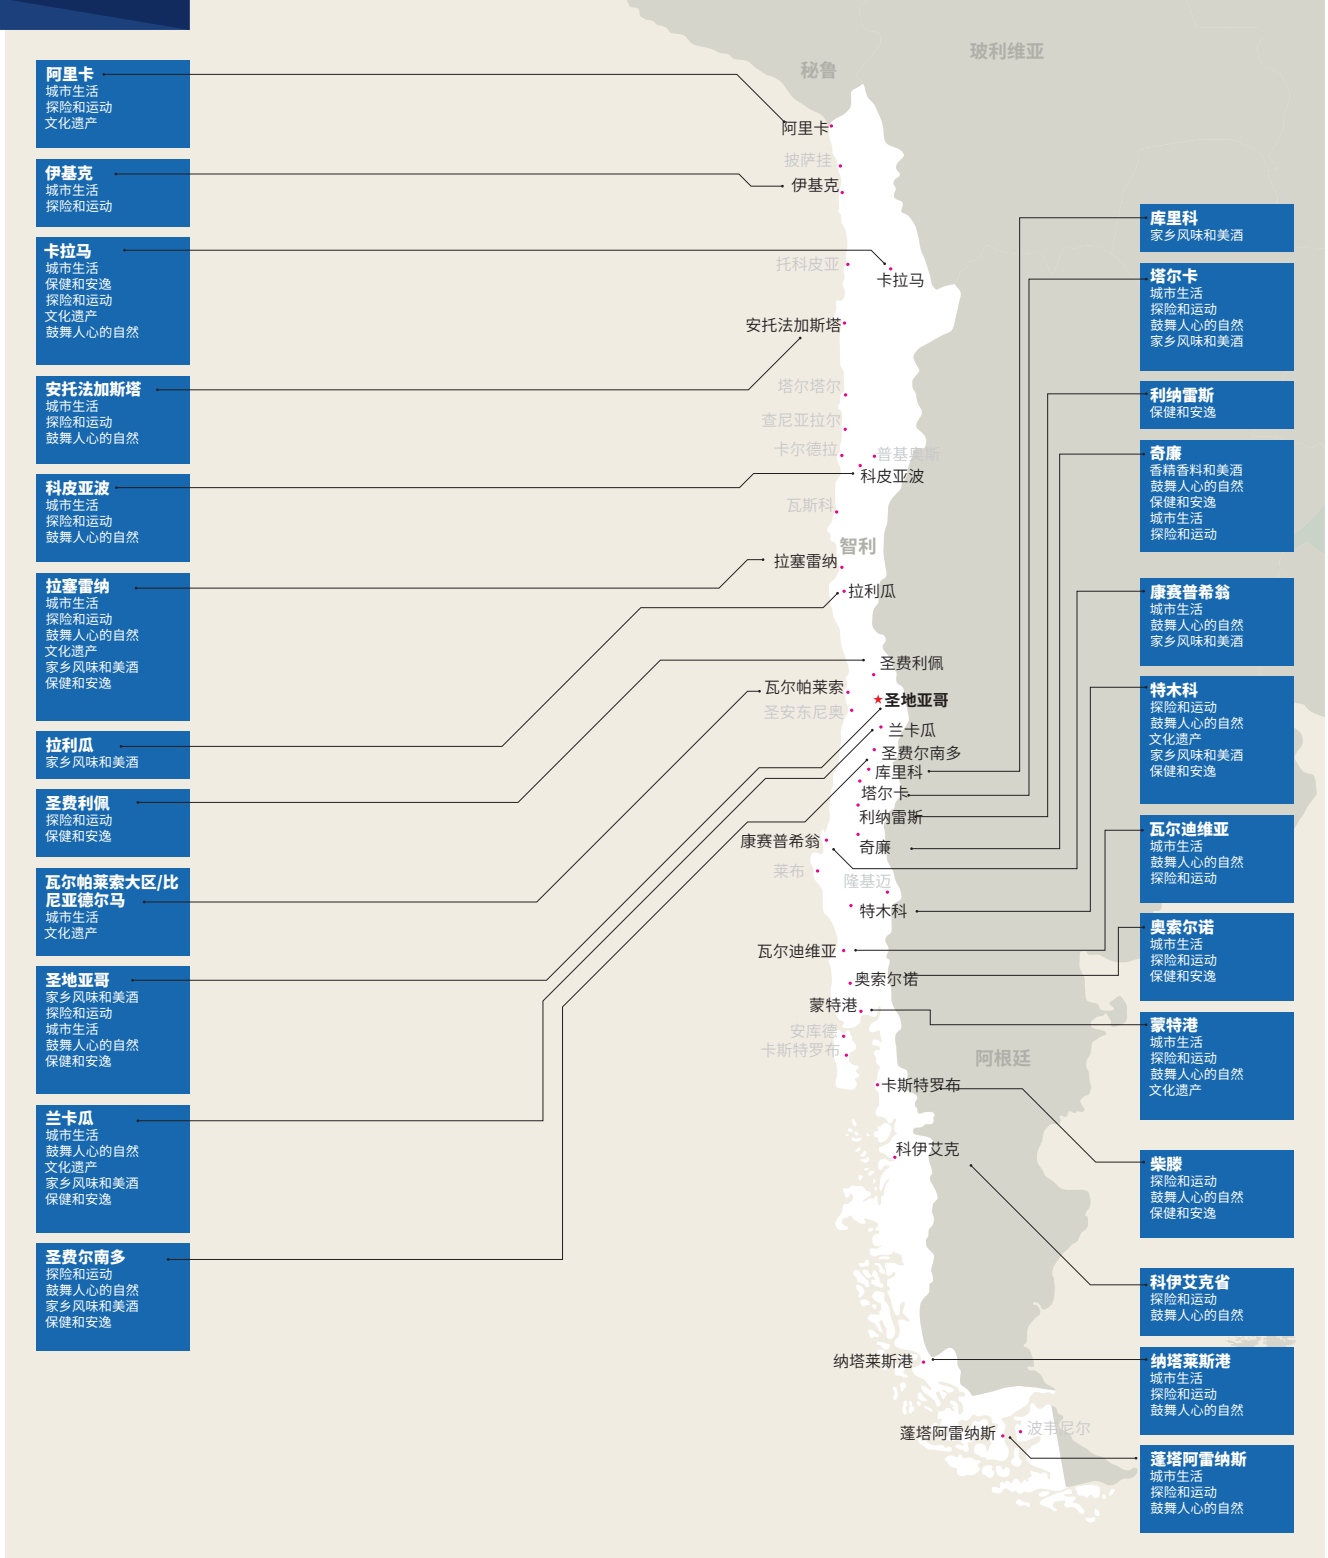 阿里卡
城市生活
探险和运动
文化遗产
伊基克
城市生活
探险和运动
卡拉马
城市生活
保健和安逸
探险和运动
文化遗产
鼓舞人心的自然
安托法加斯塔
城市生活
探险和运动
鼓舞人心的自然
科皮亚波
城市生活
探险和运动
鼓舞人心的自然
拉塞雷纳
城市生活
探险和运动
鼓舞人心的自然
文化遗产
家乡风味和美酒
保健和安逸
拉利瓜
家乡风味和美酒
圣费利佩
探险和运动
保健和安逸
瓦尔帕莱索大区/比
尼亚德尔马
城市生活
文化遗产
圣地亚哥
家乡风味和美酒
探险和运动
城市生活
鼓舞人心的自然
保健和安逸
兰卡瓜
城市生活
鼓舞人心的自然
文化遗产
家乡风味和美酒
保健和安逸
圣费尔南多
探险和运动
鼓舞人心的自然
家乡风味和美酒
保健和安逸
玻利维亚
秘鲁
阿里卡
披萨挂
伊基克
托科皮亚
卡拉马
安托法加斯塔
塔尔塔尔
查尼亚拉尔
卡尔德拉
普基奥斯
科皮亚波
瓦斯科
智利
拉塞雷纳
拉利瓜
圣费利佩
瓦尔帕莱索
圣地亚哥
圣安东尼奥
兰卡瓜
圣费尔南多
库里科
塔尔卡
利纳雷斯
康赛普希翁
奇廉
莱布
隆基迈
特木科
瓦尔迪维亚
奥索尔诺
蒙特港
安库德
卡斯特罗布
阿根廷
卡斯特罗布
科伊艾克
纳塔莱斯港
波韦尼尔
蓬塔阿雷纳斯
库里科
家乡风味和美酒
塔尔卡
城市生活
探险和运动
鼓舞人心的自然
家乡风味和美酒
利纳雷斯
保健和安逸
奇廉
香精香料和美酒
鼓舞人心的自然
保健和安逸
城市生活
探险和运动
康赛普希翁
城市生活
鼓舞人心的自然
家乡风味和美酒
特木科
探险和运动
鼓舞人心的自然
文化遗产
家乡风味和美酒
保健和安逸
瓦尔迪维亚
城市生活
鼓舞人心的自然
探险和运动
奥索尔诺
城市生活
探险和运动
保健和安逸
蒙特港
城市生活
探险和运动
鼓舞人心的自然
文化遗产
柴滕
探险和运动
鼓舞人心的自然
保健和安逸
科伊艾克省
探险和运动
鼓舞人心的自然
纳塔莱斯港
城市生活
探险和运动
鼓舞人心的自然
蓬塔阿雷纳斯
城市生活
探险和运动
鼓舞人心的自然